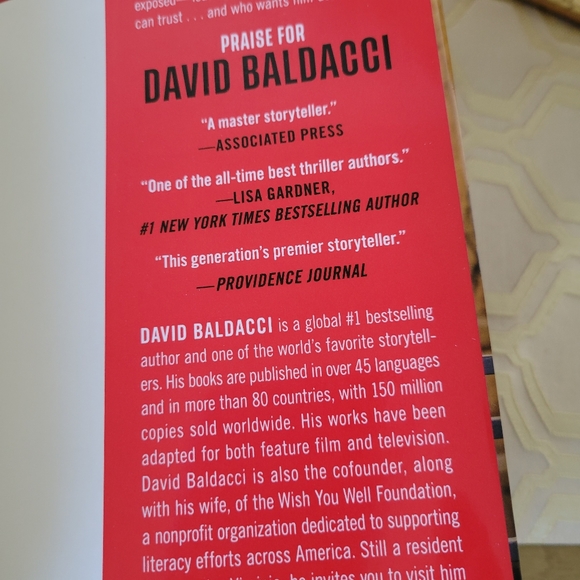 exposed—
can trust . . . and who wants him
PRAISE FOR
DAVID BALDACCI
“A master storyteller.”
—ASSOCIATED PRESS
“One of the all-time best thriller authors.”
—LISA GARDNER,
#1 NEW YORK TIMES BESTSELLING AUTHOR
“This generation’s premier storyteller.”
—PROVIDENCE JOURNAL
DAVID BALDACCI is a global #1 bestselling
author and one of the world’s favorite storytell-
ers. His books are published in over 45 languages
and in more than 80 countries, with 150 million
copies sold worldwide. His works have been
adapted for both feature film and television.
David Baldacci is also the cofounder, along
with his wife, of the Wish You Well Foundation,
a nonprofit organization dedicated to supporting
literacy efforts across America. Still a resident
he invites you to visit him